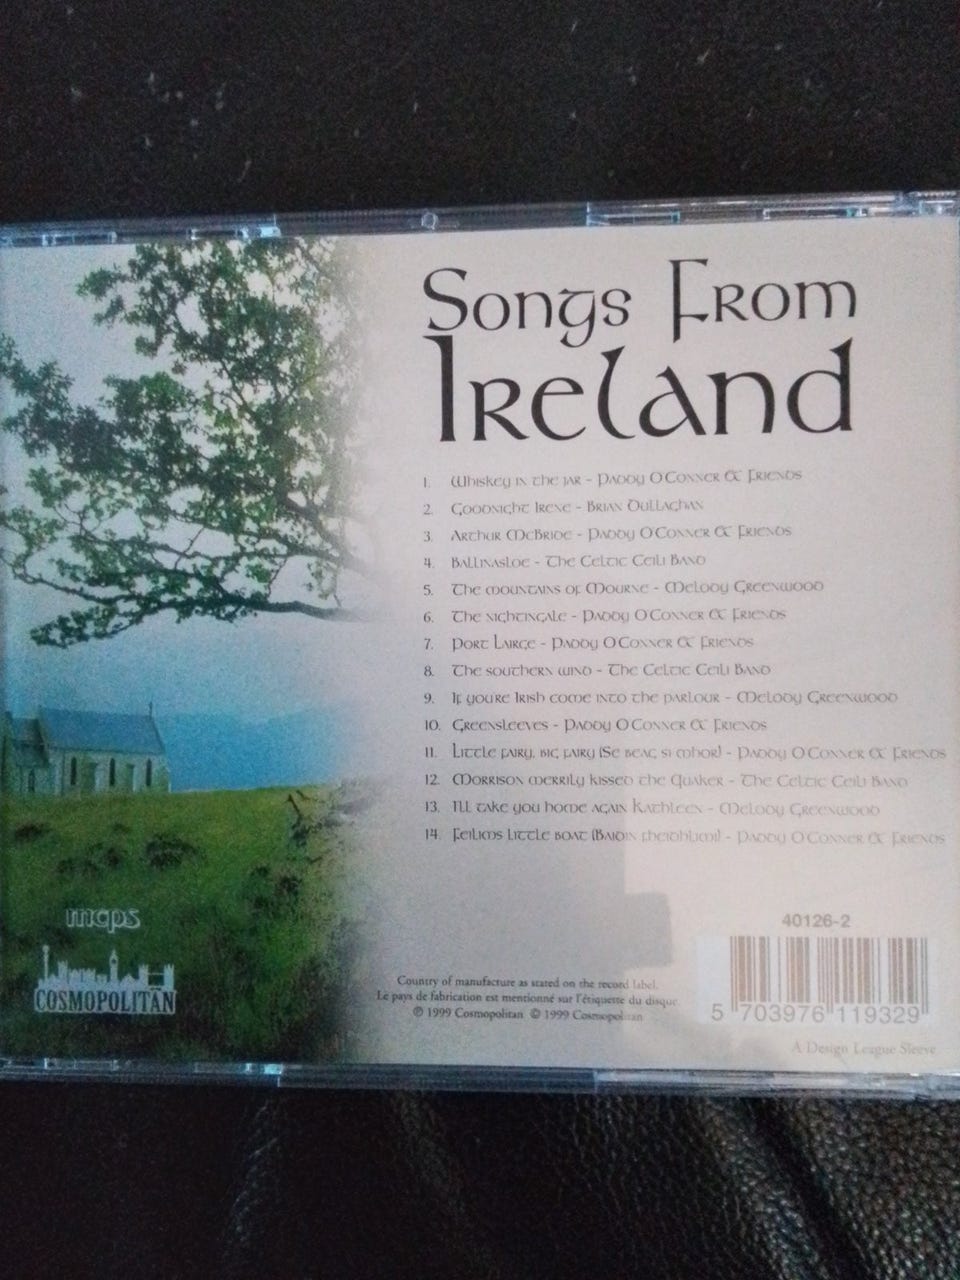 Songs From
Ireland
1. Whiskey in the jar - Paddy O'Conner & Friends
2. Goodnight Irene - Brian Dullaghan
3. Arthur McBride - Paddy O'Conner & Friends
4. Ballinasloe - The Celtic Ceili Band
5. The mountains of Mourne - Melody Greenwood
6. The nightingale - Paddy O'Conner & Friends
7. Port Lairge - Paddy O'Conner & Friends
8. The southern wind - The Celtic Ceili Band
9. If you're Irish come into the parlour - Melody Greenwood
10. Greensleeves - Paddy O'Conner & Friends
11. Little fairy, big fairy (Se beag, si mhor) - Paddy O'Conner & Friends
12. Morrison merrily kissed the Quaker - The Celtic Ceili Band
13. I'll take you home again Kathleen - Melody Greenwood
14. Feilims little boat (Baidin fheidhlimi) - Paddy O'Conner & Friends
mcps
COSMOPOLITAN
Country of manufacture as stated on the record label.
Le pays de fabrication est mentionné sur l'étiquette du disque.
℗ 1999 Cosmopolitan © 1999 Cosmopolitan
40126-2
5 703976 119329
A Design League Sleeve